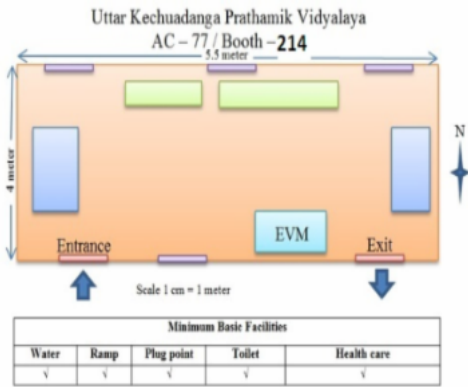 Uttar Kechuadanga Prathamik Vidyalaya
AC – 77 / Booth –214
5.5 meter
4 meter
N
EVM
Entrance
Exit
Scale 1 cm = 1 meter
Minimum Basic Facilities
Water Ramp Plug point Toilet Health care
√ √ √ √ √